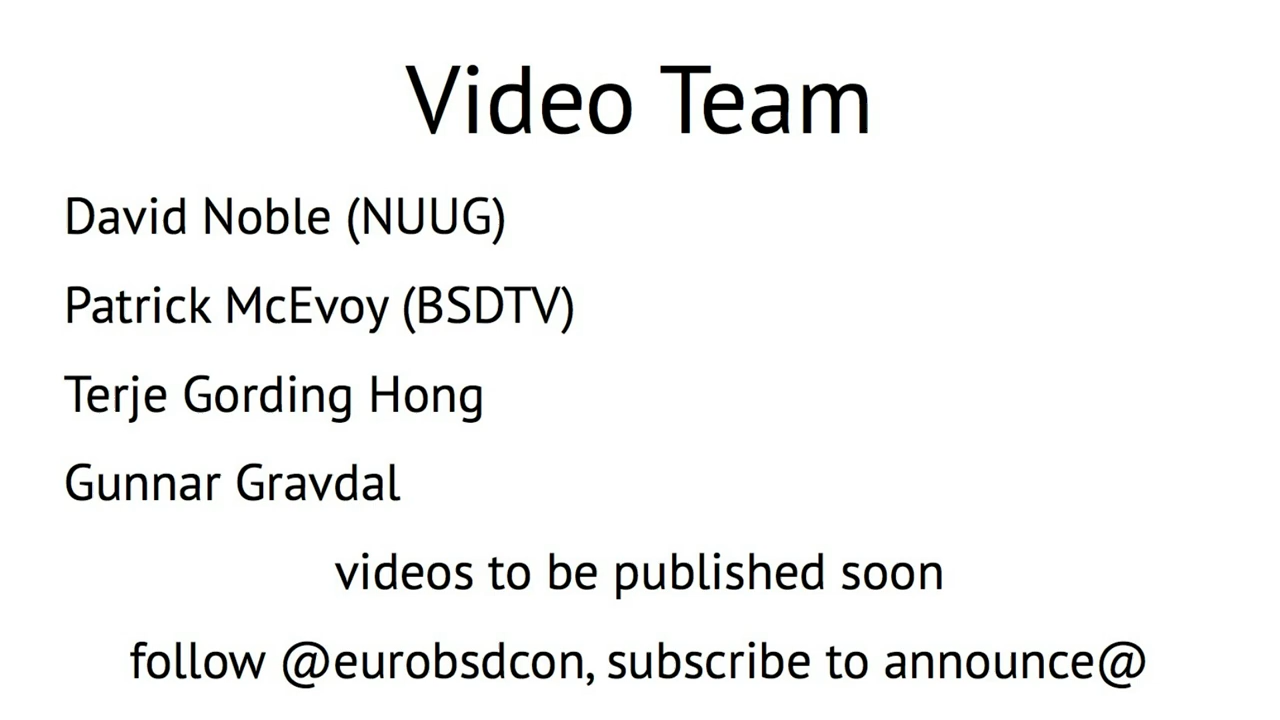 Video Team
David Noble (NUUG)
Patrick McEvoy (BSDTV)
Terje Gording Hong
Gunnar Gravdal
videos to be published soon
follow @eurobsdcon, subscribe to announce@